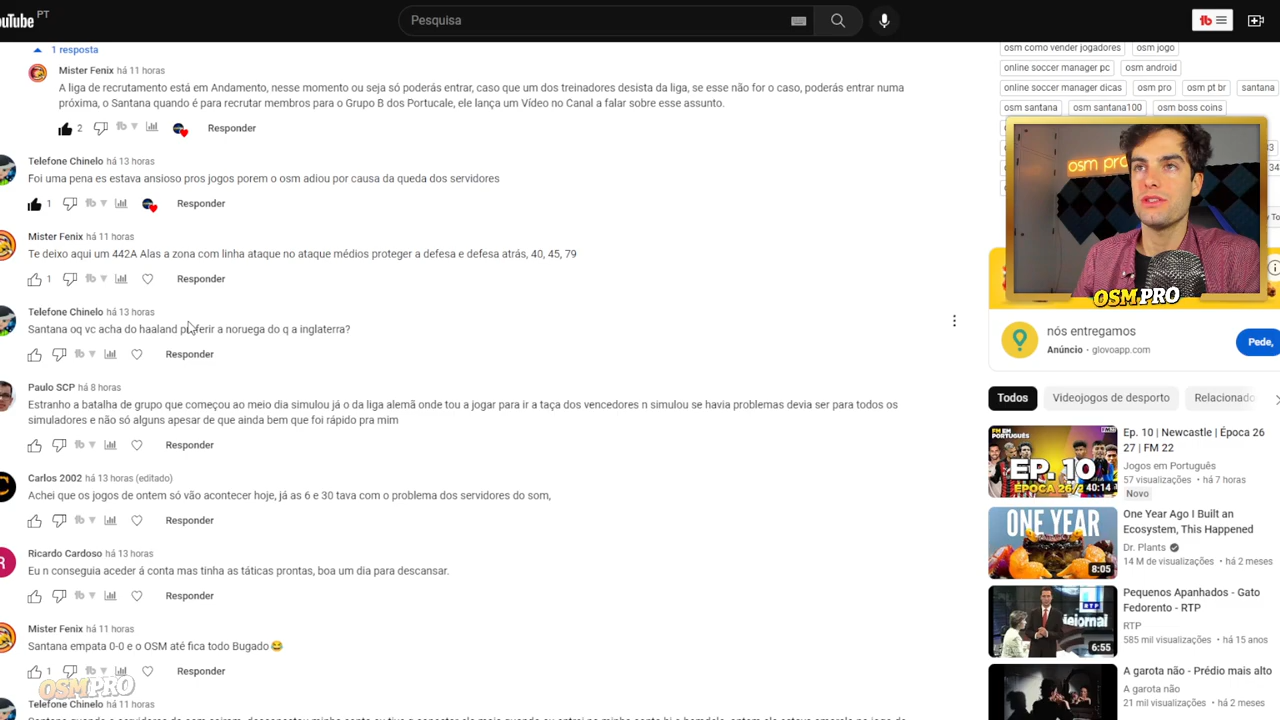 ouTube PT
Pesquisa
1 resposta
Mister Fenix há 11 horas
A liga de recrutamento está em Andamento, nesse momento ou seja só poderás entrar, caso que um dos treinadores desista da liga, se esse não for o caso, poderás entrar numa
próxima, o Santana quando é para recrutar membros para o Grupo B dos Portucale, ele lança um Vídeo no Canal a falar sobre esse assunto.
2
Responder
Telefone Chinelo há 13 horas
Foi uma pena es estava ansioso pros jogos porem o osm adiou por causa da queda dos servidores
1
Responder
Mister Fenix há 11 horas
Te deixo aqui um 442A Alas a zona com linha ataque no ataque médios proteger a defesa e defesa atrás, 40, 45, 79
1
Responder
Telefone Chinelo há 13 horas
Santana oq vc acha do haaland preferir a noruega do q a inglaterra?
Responder
Paulo SCP há 8 horas
Estranho a batalha de grupo que começou ao meio dia simulou já o da liga alemã onde tou a jogar para ir a taça dos vencedores n simulou se havia problemas devia ser para todos os
simuladores e não só alguns apesar de que ainda bem que foi rápido pra mim
Responder
Carlos 2002 há 13 horas (editado)
Achei que os jogos de ontem só vão acontecer hoje, já as 6 e 30 tava com o problema dos servidores do som,
Responder
Ricardo Cardoso há 13 horas
Eu n conseguia aceder á conta mas tinha as táticas prontas, boa um dia para descansar.
Responder
Mister Fenix há 11 horas
Santana empata 0-0 e o OSM até fica todo Bugado😂
1
Responder
OSMPRO
Telefone Chinelo há 11 horas
osm como vender jogadores osm jogo
online soccer manager pc osm android
online soccer manager dicas osm pro osm pt br santana
osm santana osm santana100 osm boss coins
osm pro
OSM PRO
nós entregamos
Anúncio · glovoapp.com
Pede,
Todos Videojogos de desporto Relacionado
FM EM PORTUGUÊS
EP. 10
ÉPOCA 26/2
40:14
Ep. 10 | Newcastle | Época 26
27 | FM 22
Jogos em Português
57 visualizações • há 7 horas
Novo
ONE YEAR
8:05
One Year Ago I Built an
Ecosystem, This Happened
Dr. Plants
14 M de visualizações • há 2 meses
RTP
lejornal
6:55
Pequenos Apanhados - Gato
Fedorento - RTP
RTP
585 mil visualizações • há 15 anos
A garota não - Prédio mais alto
A garota não
21 mil visualizações • há 2 meses